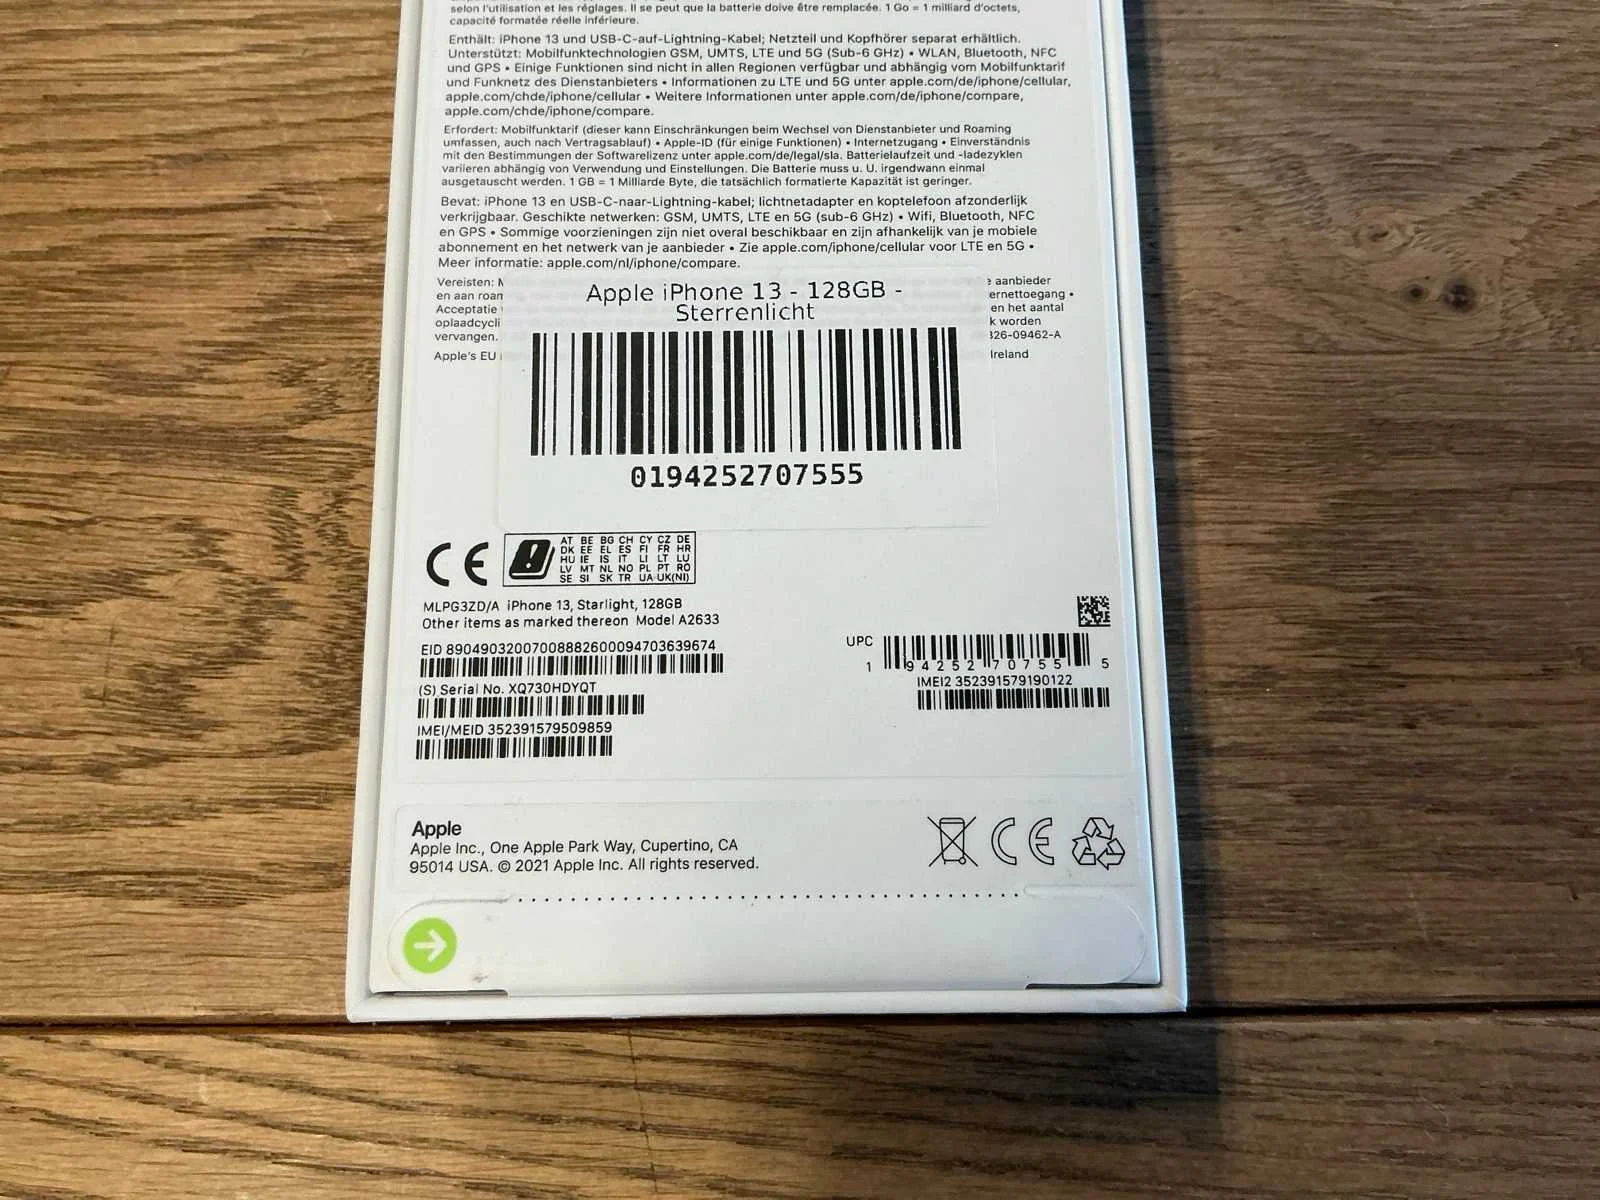 selon l'utilisation et les réglages. Il se peut que la batterie doive être remplacée. 1 Go = 1 milliard d'octets,
capacité formatée réelle inférieure.
Enthält: iPhone 13 und USB-C-auf-Lightning-Kabel; Netzteil und Kopfhörer separat erhältlich.
Unterstützt: Mobilfunktechnologien GSM, UMTS, LTE und 5G (Sub-6 GHz) • WLAN, Bluetooth, NFC
und GPS • Einige Funktionen sind nicht in allen Regionen verfügbar und abhängig vom Mobilfunktarif
und Funknetz des Dienstanbieters • Informationen zu LTE und 5G unter apple.com/de/iphone/cellular,
apple.com/chde/iphone/cellular • Weitere Informationen unter apple.com/de/iphone/compare,
apple.com/chde/iphone/compare.
Erfordert: Mobilfunktarif (dieser kann Einschränkungen beim Wechsel von Dienstanbieter und Roaming
umfassen, auch nach Vertragsablauf) • Apple-ID (für einige Funktionen) • Internetzugang • Einverständnis
mit den Bestimmungen der Softwarelizenz unter apple.com/de/legal/sla. Batterielaufzeit und -ladezyklen
variieren abhängig von Verwendung und Einstellungen. Die Batterie muss u. U. irgendwann einmal
ausgetauscht werden. 1 GB = 1 Milliarde Byte, die tatsächlich formatierte Kapazität ist geringer.
Bevat: iPhone 13 en USB-C-naar-Lightning-kabel; lichtnetadapter en koptelefoon afzonderlijk
verkrijgbaar. Geschikte netwerken: GSM, UMTS, LTE en 5G (sub-6 GHz) • Wifi, Bluetooth, NFC
en GPS • Sommige voorzieningen zijn niet overal beschikbaar en zijn afhankelijk van je mobiele
abonnement en het netwerk van je aanbieder • Zie apple.com/iphone/cellular voor LTE en 5G •
Meer informatie: apple.com/nl/iphone/compare.
Vereisten: aanbieder
en aan roam ernettoegang •
Acceptatie en het aantal
oplaadcycli k worden
vervangen. 326-09462-A
Apple's EU Ireland
Apple iPhone 13 - 128GB -
Sterrenlicht
0194252707555
CE
AT BE BG CH CY CZ DE
DK EE EL ES FI FR HR
HU IE IS IT LI LT LU
LV MT NL NO PL PT RO
SE SI SK TR UA UK(NI)
MLPG3ZD/A iPhone 13, Starlight, 128GB
Other items as marked thereon Model A2633
EID 89049032007008882600094703639674
(S) Serial No. XQ730HDYQT
IMEI/MEID 352391579509859
UPC
1 94252 70755 5
IMEI2 352391579190122
Apple
Apple Inc., One Apple Park Way, Cupertino, CA
95014 USA. © 2021 Apple Inc. All rights reserved.
CE